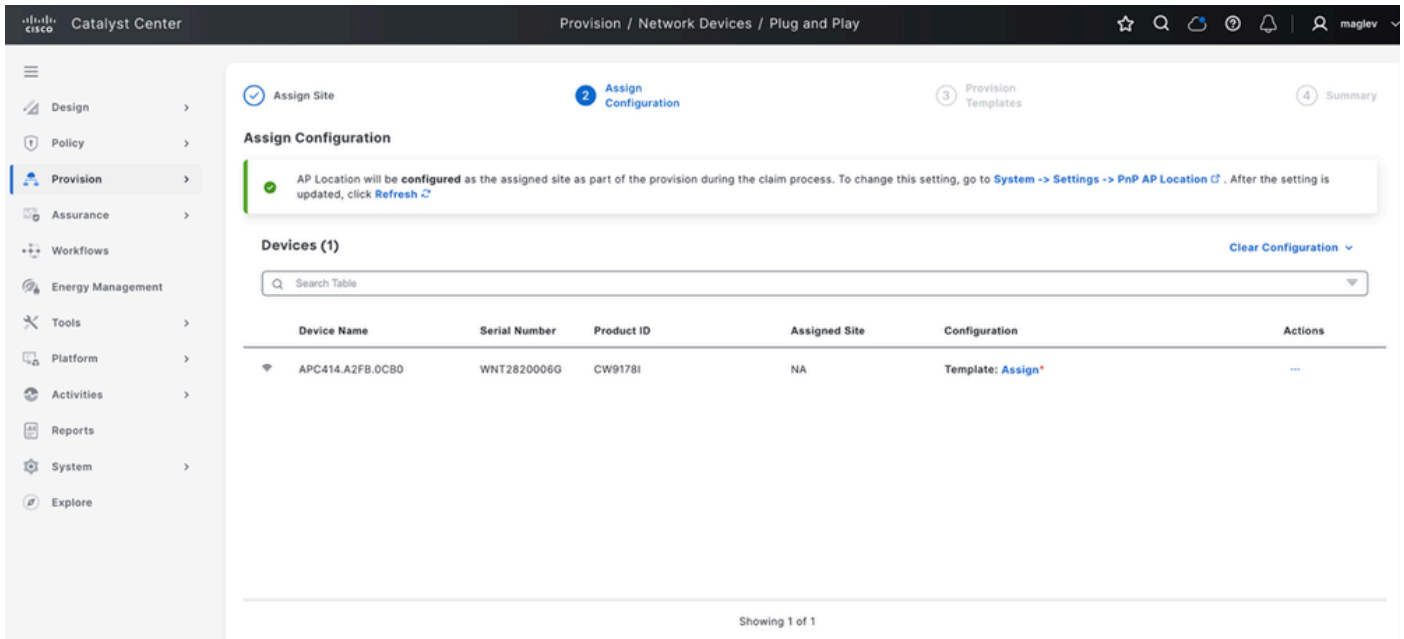 cisco Catalyst Center
Provision / Network Devices / Plug and Play
maglev
Design
Policy
Provision
Assurance
Workflows
Energy Management
Tools
Platform
Activities
Reports
System
Explore
Assign Site
2 Assign
Configuration
3 Provision
Templates
4 Summary
Assign Configuration
AP Location will be configured as the assigned site as part of the provision during the claim process. To change this setting, go to System -> Settings -> PnP AP Location . After the setting is
updated, click Refresh
Devices (1)
Clear Configuration
Search Table
Device Name Serial Number Product ID Assigned Site Configuration Actions
APC414.A2FB.0CB0 WNT2820006G CW9178I NA Template: Assign* ...
Showing 1 of 1